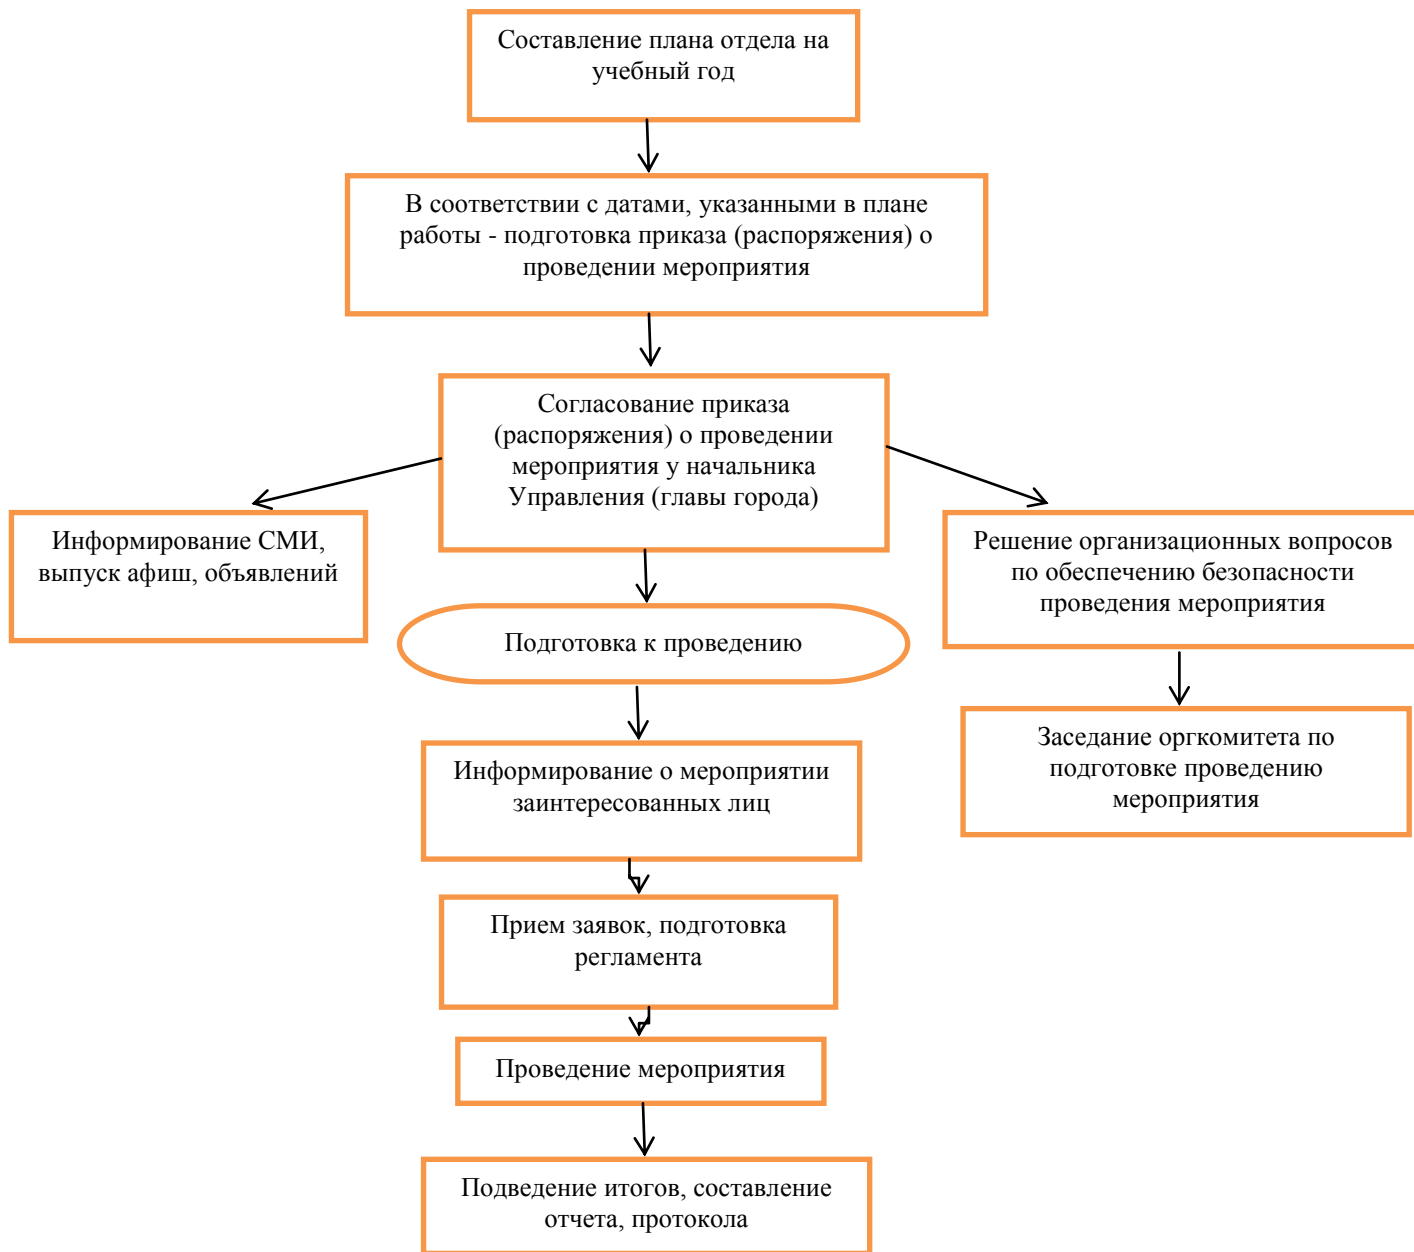 Составление плана отдела на
учебный год
В соответствии с датами, указанными в плане
работы - подготовка приказа (распоряжения) о
проведении мероприятия
Согласование приказа
(распоряжения) о проведении
мероприятия у начальника
Управления (главы города)
Информирование СМИ,
выпуск афиш, объявлений
Решение организационных вопросов
по обеспечению безопасности
проведения мероприятия
Подготовка к проведению
Заседание оргкомитета по
подготовке проведению
мероприятия
Информирование о мероприятии
заинтересованных лиц
Прием заявок, подготовка
регламента
Проведение мероприятия
Подведение итогов, составление
отчета, протокола